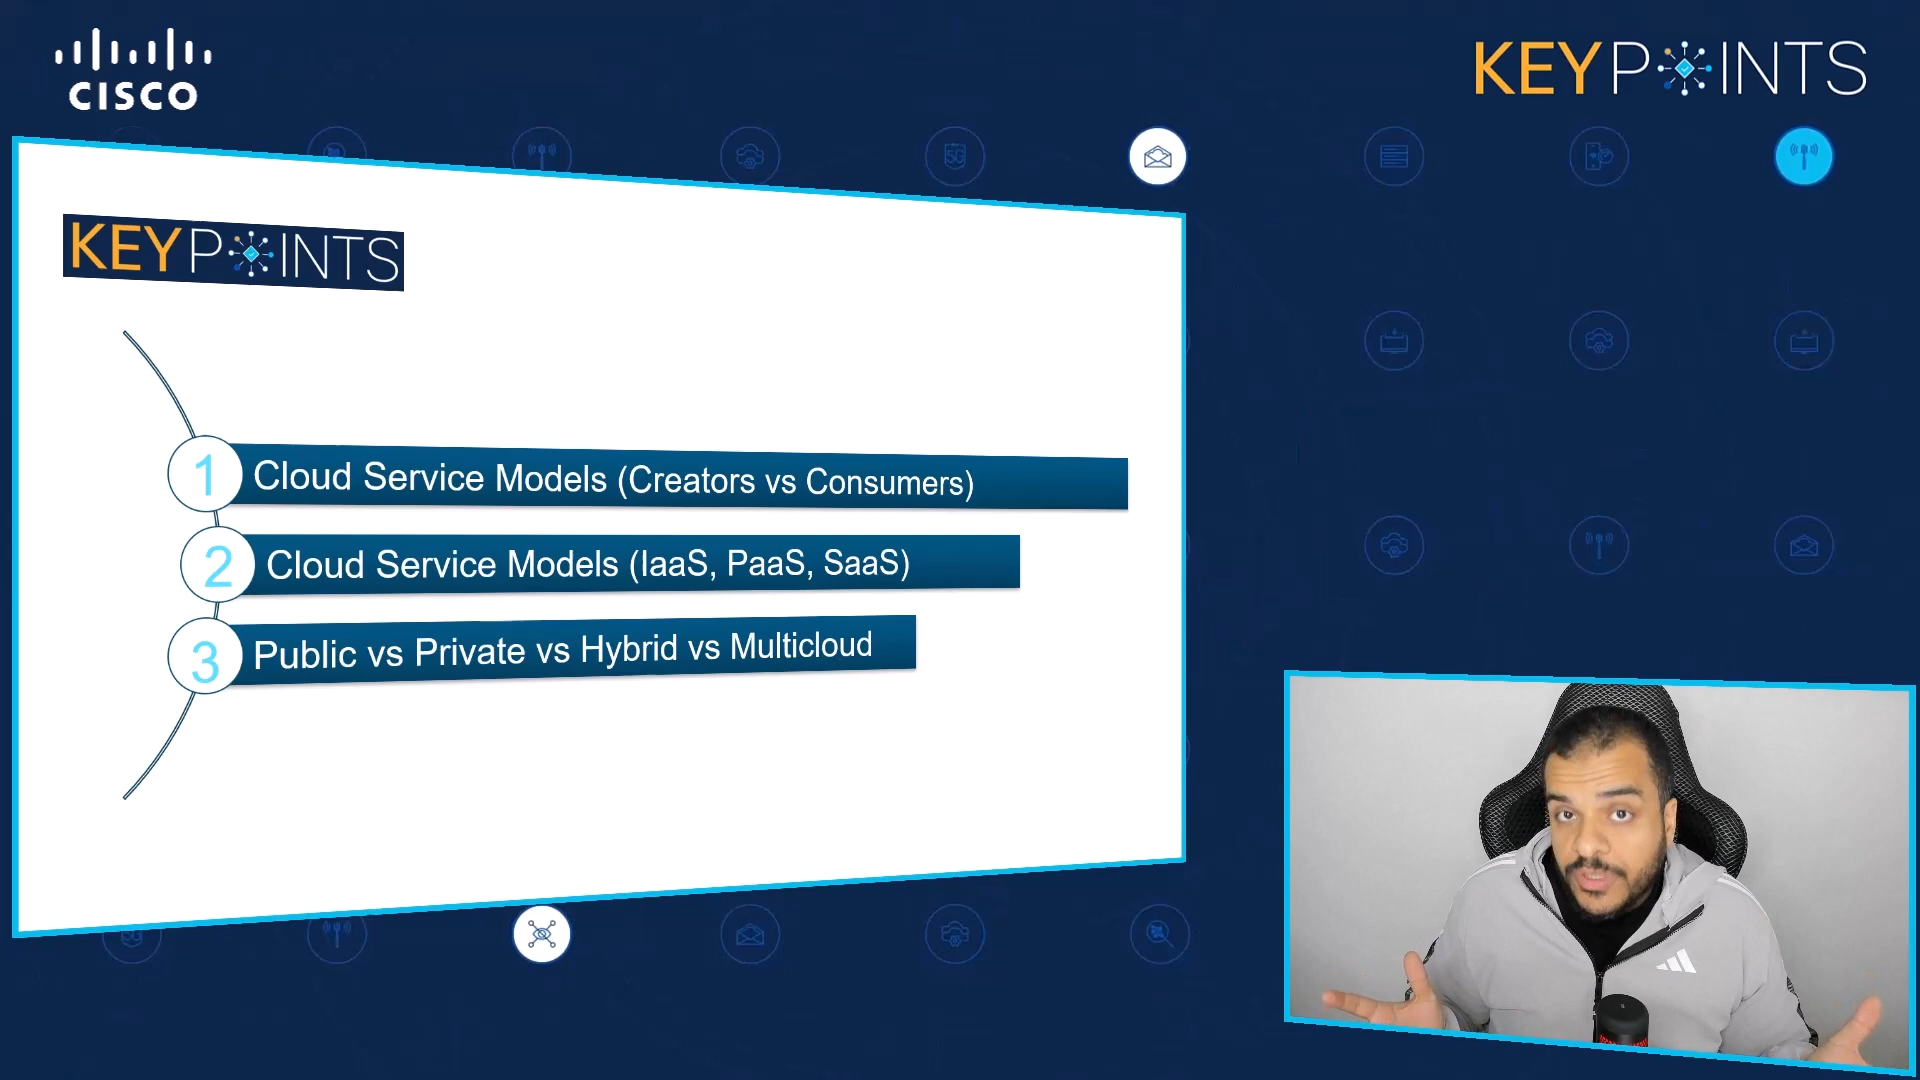 CISCO
KEYPOINTS
KEYPOINTS
1 Cloud Service Models (Creators vs Consumers)
2 Cloud Service Models (IaaS, PaaS, SaaS)
3 Public vs Private vs Hybrid vs Multicloud
5G